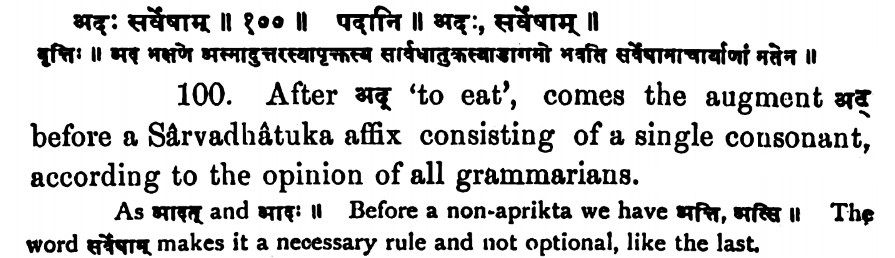 अदः सर्वेषाम् ॥ १०० ॥ पदानि ॥ अदः, सर्वेषाम् ॥
वृत्तिः ॥ अद भक्षणे अस्मादुत्तरस्यापृक्तस्य सार्वधातुकस्याडागमो भवति सर्वेषामाचार्याणां मतेन ॥
100. After अद् ‘to eat’, comes the augment अद्
before a Sârvadhâtuka affix consisting of a single consonant,
according to the opinion of all grammarians.
As आदत् and आदः ॥ Before a non-aprikta we have अत्ति, अत्सि ॥ The
word सर्वेषाम् makes it a necessary rule and not optional, like the last.